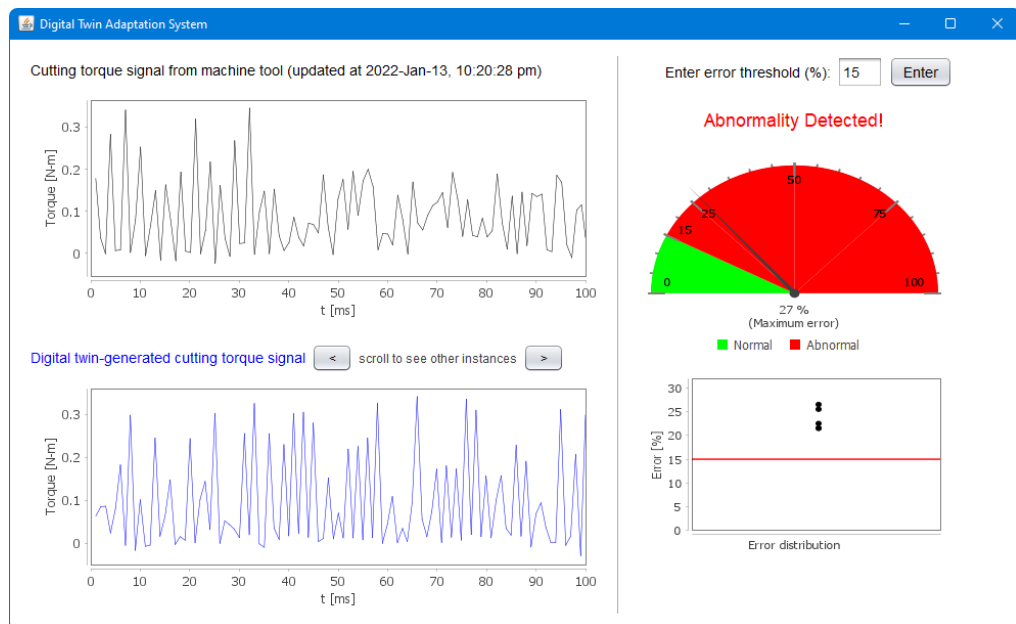 Digital Twin Adaptation System
Cutting torque signal from machine tool (updated at 2022-Jan-13, 10:20:28 pm)
Torque [N-m]
0.3
0.2
0.1
0
0 10 20 30 40 50 60 70 80 90 100
t [ms]
Digital twin-generated cutting torque signal < scroll to see other instances >
Torque [N-m]
0.3
0.2
0.1
0
0 10 20 30 40 50 60 70 80 90 100
t [ms]
Enter error threshold (%): 15 Enter
Abnormality Detected!
0 15 25 50 75 100
27 %
(Maximum error)
Normal Abnormal
Error [%]
30
25
20
15
10
5
0
Error distribution